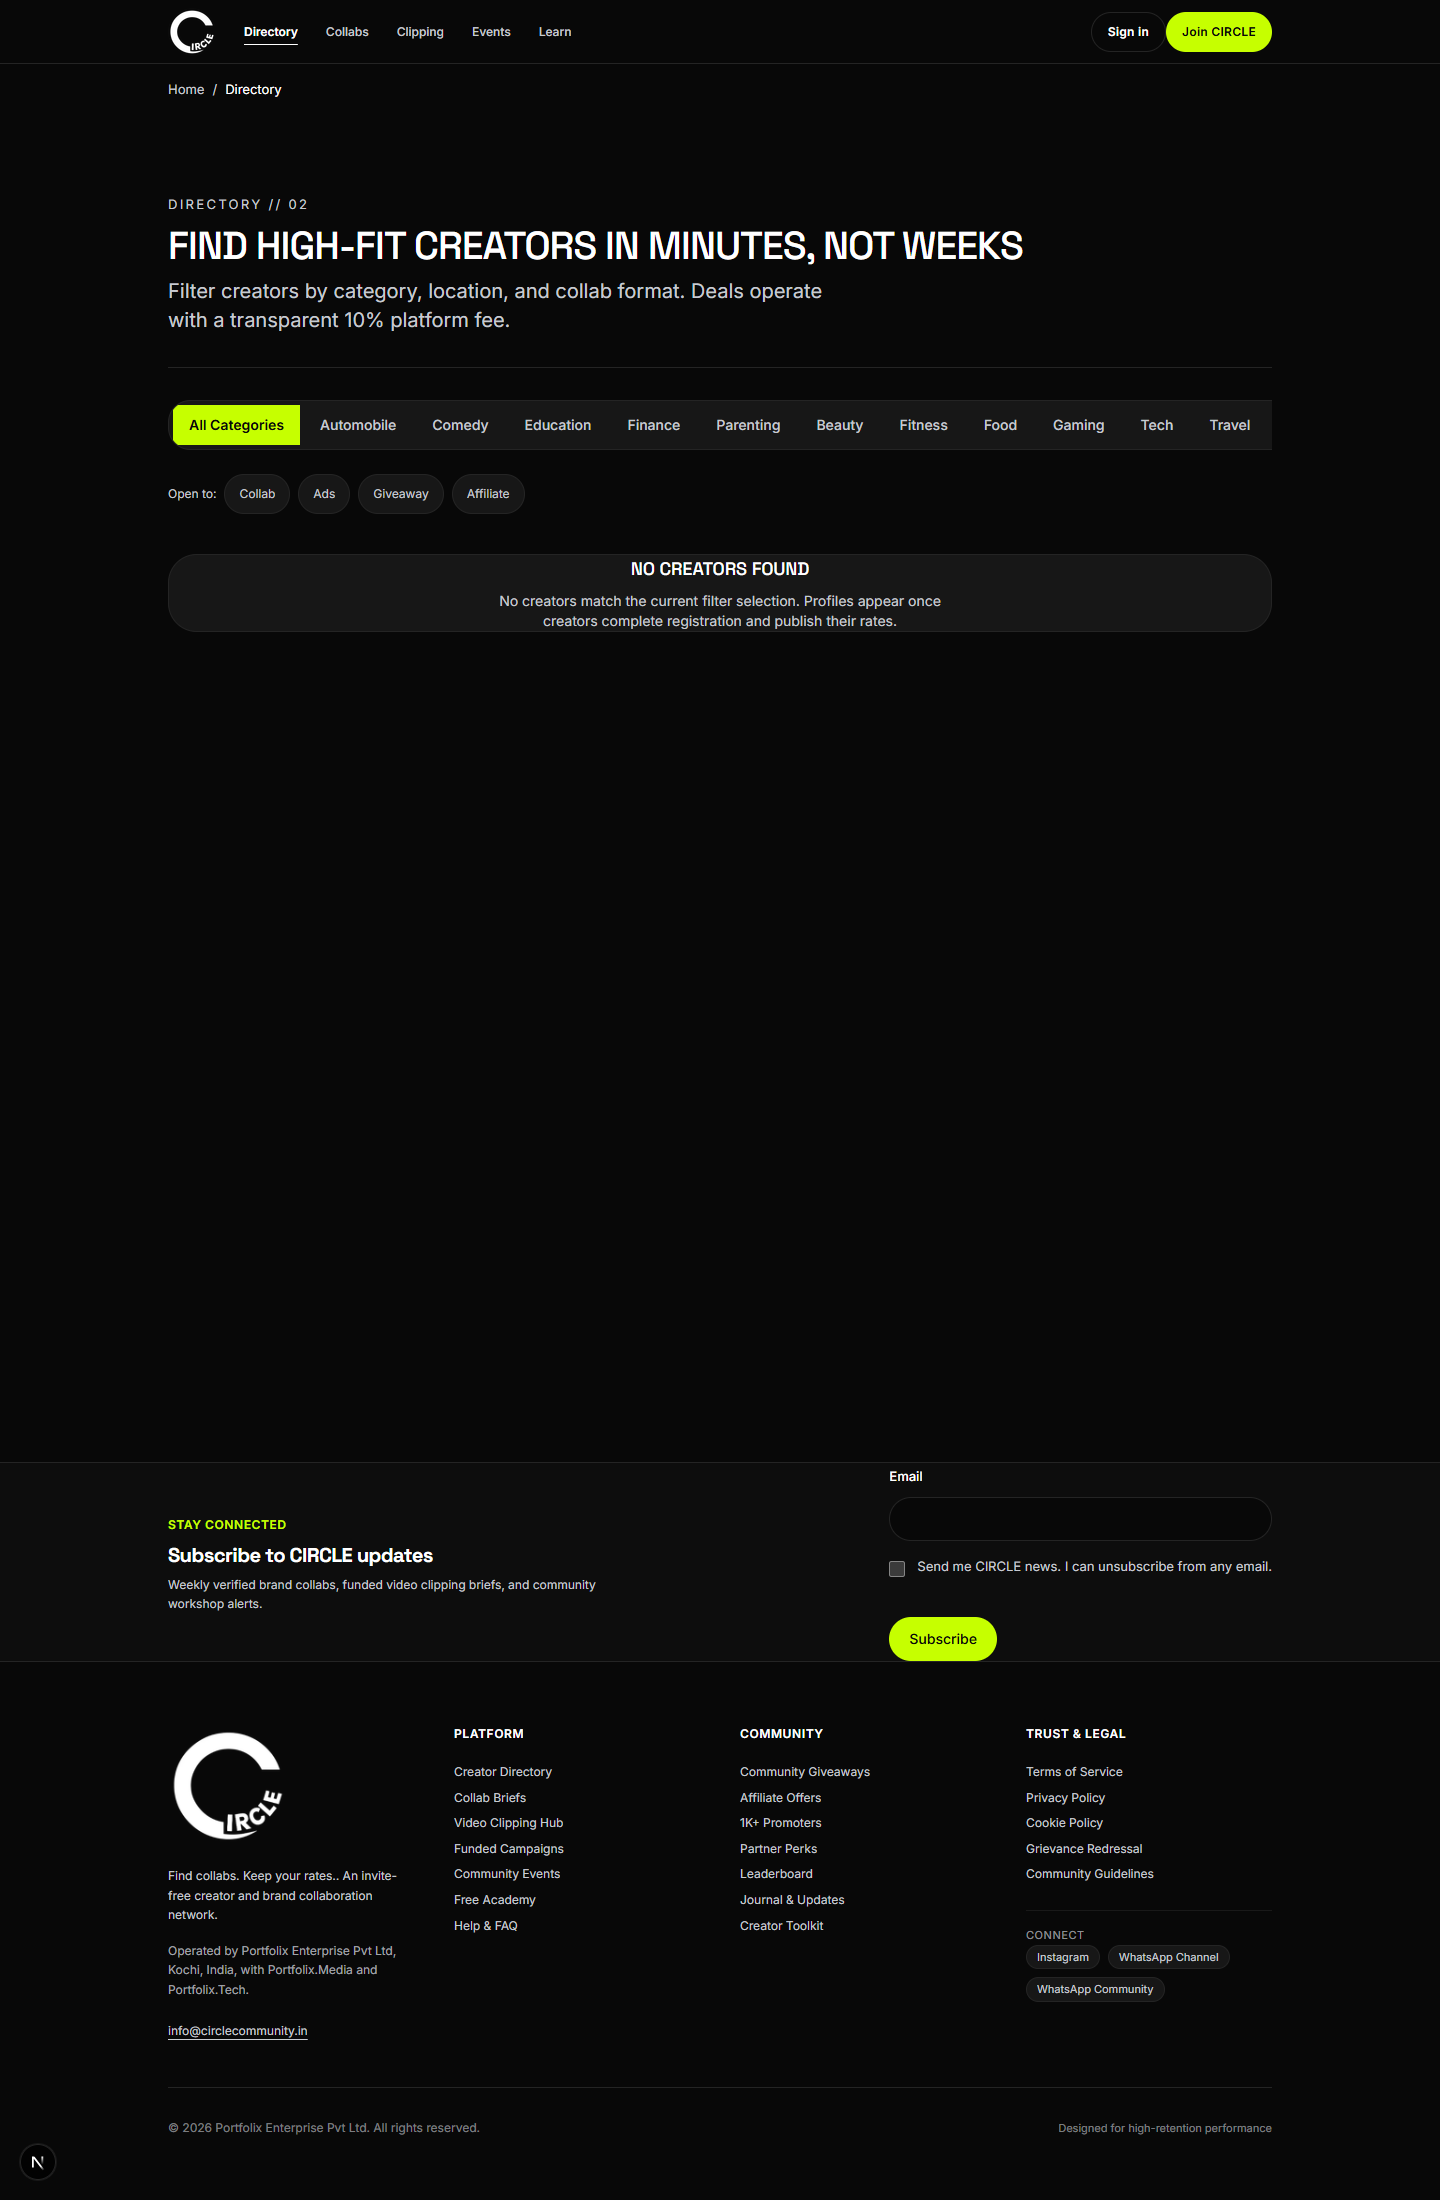 CIRCLE
Directory
Collabs
Clipping
Events
Learn
Sign in
Join CIRCLE
Home / Directory
DIRECTORY // 02
FIND HIGH-FIT CREATORS IN MINUTES, NOT WEEKS
Filter creators by category, location, and collab format. Deals operate
with a transparent 10% platform fee.
All Categories
Automobile
Comedy
Education
Finance
Parenting
Beauty
Fitness
Food
Gaming
Tech
Travel
Open to:
Collab
Ads
Giveaway
Affiliate
NO CREATORS FOUND
No creators match the current filter selection. Profiles appear once
creators complete registration and publish their rates.
STAY CONNECTED
Subscribe to CIRCLE updates
Weekly verified brand collabs, funded video clipping briefs, and community
workshop alerts.
Email
Send me CIRCLE news. I can unsubscribe from any email.
Subscribe
CIRCLE
Find collabs. Keep your rates.. An invite-
free creator and brand collaboration
network.
Operated by Portfolix Enterprise Pvt Ltd,
Kochi, India, with Portfolix.Media and
Portfolix.Tech.
info@circlecommunity.in
PLATFORM
Creator Directory
Collab Briefs
Video Clipping Hub
Funded Campaigns
Community Events
Free Academy
Help & FAQ
COMMUNITY
Community Giveaways
Affiliate Offers
1K+ Promoters
Partner Perks
Leaderboard
Journal & Updates
Creator Toolkit
TRUST & LEGAL
Terms of Service
Privacy Policy
Cookie Policy
Grievance Redressal
Community Guidelines
CONNECT
Instagram
WhatsApp Channel
WhatsApp Community
© 2026 Portfolix Enterprise Pvt Ltd. All rights reserved.
Designed for high-retention performance
N